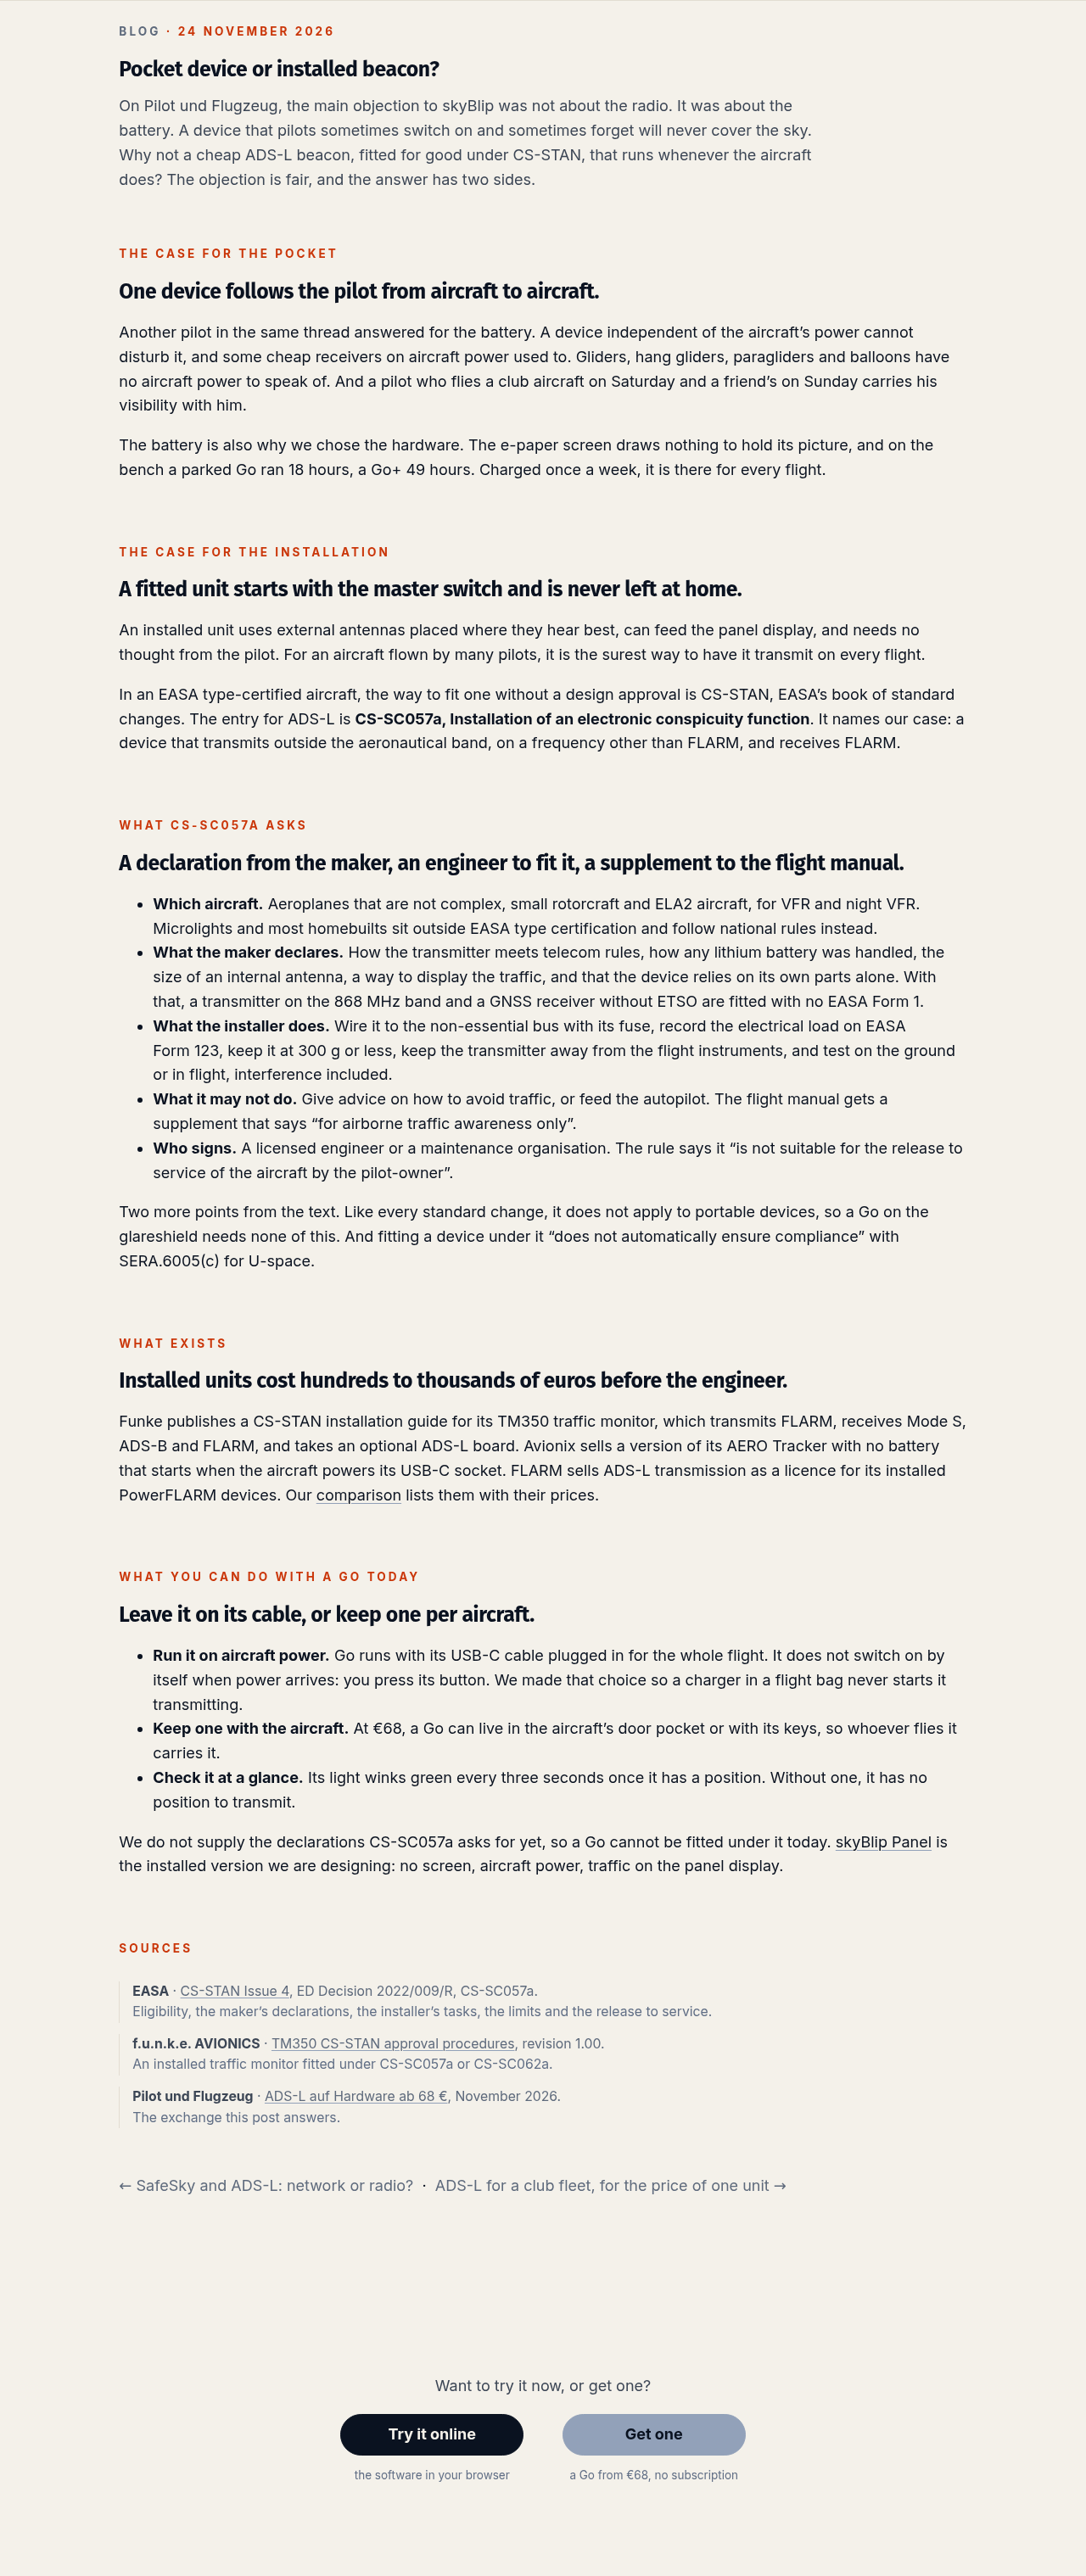 BLOG · 24 NOVEMBER 2026
Pocket device or installed beacon?
On Pilot und Flugzeug, the main objection to skyBlip was not about the radio. It was about the
battery. A device that pilots sometimes switch on and sometimes forget will never cover the sky.
Why not a cheap ADS-L beacon, fitted for good under CS-STAN, that runs whenever the aircraft
does? The objection is fair, and the answer has two sides.
THE CASE FOR THE POCKET
One device follows the pilot from aircraft to aircraft.
Another pilot in the same thread answered for the battery. A device independent of the aircraft’s power cannot
disturb it, and some cheap receivers on aircraft power used to. Gliders, hang gliders, paragliders and balloons have
no aircraft power to speak of. And a pilot who flies a club aircraft on Saturday and a friend’s on Sunday carries his
visibility with him.
The battery is also why we chose the hardware. The e-paper screen draws nothing to hold its picture, and on the
bench a parked Go ran 18 hours, a Go+ 49 hours. Charged once a week, it is there for every flight.
THE CASE FOR THE INSTALLATION
A fitted unit starts with the master switch and is never left at home.
An installed unit uses external antennas placed where they hear best, can feed the panel display, and needs no
thought from the pilot. For an aircraft flown by many pilots, it is the surest way to have it transmit on every flight.
In an EASA type-certified aircraft, the way to fit one without a design approval is CS-STAN, EASA’s book of standard
changes. The entry for ADS-L is CS-SC057a, Installation of an electronic conspicuity function. It names our case: a
device that transmits outside the aeronautical band, on a frequency other than FLARM, and receives FLARM.
WHAT CS-SC057A ASKS
A declaration from the maker, an engineer to fit it, a supplement to the flight manual.
• Which aircraft. Aeroplanes that are not complex, small rotorcraft and ELA2 aircraft, for VFR and night VFR.
Microlights and most homebuilts sit outside EASA type certification and follow national rules instead.
• What the maker declares. How the transmitter meets telecom rules, how any lithium battery was handled, the
size of an internal antenna, a way to display the traffic, and that the device relies on its own parts alone. With
that, a transmitter on the 868 MHz band and a GNSS receiver without ETSO are fitted with no EASA Form 1.
• What the installer does. Wire it to the non-essential bus with its fuse, record the electrical load on EASA
Form 123, keep it at 300 g or less, keep the transmitter away from the flight instruments, and test on the ground
or in flight, interference included.
• What it may not do. Give advice on how to avoid traffic, or feed the autopilot. The flight manual gets a
supplement that says “for airborne traffic awareness only”.
• Who signs. A licensed engineer or a maintenance organisation. The rule says it “is not suitable for the release to
service of the aircraft by the pilot-owner”.
Two more points from the text. Like every standard change, it does not apply to portable devices, so a Go on the
glareshield needs none of this. And fitting a device under it “does not automatically ensure compliance” with
SERA.6005(c) for U-space.
WHAT EXISTS
Installed units cost hundreds to thousands of euros before the engineer.
Funke publishes a CS-STAN installation guide for its TM350 traffic monitor, which transmits FLARM, receives Mode S,
ADS-B and FLARM, and takes an optional ADS-L board. Avionix sells a version of its AERO Tracker with no battery
that starts when the aircraft powers its USB-C socket. FLARM sells ADS-L transmission as a licence for its installed
PowerFLARM devices. Our comparison lists them with their prices.
WHAT YOU CAN DO WITH A GO TODAY
Leave it on its cable, or keep one per aircraft.
• Run it on aircraft power. Go runs with its USB-C cable plugged in for the whole flight. It does not switch on by
itself when power arrives: you press its button. We made that choice so a charger in a flight bag never starts it
transmitting.
• Keep one with the aircraft. At €68, a Go can live in the aircraft’s door pocket or with its keys, so whoever flies it
carries it.
• Check it at a glance. Its light winks green every three seconds once it has a position. Without one, it has no
position to transmit.
We do not supply the declarations CS-SC057a asks for yet, so a Go cannot be fitted under it today. skyBlip Panel is
the installed version we are designing: no screen, aircraft power, traffic on the panel display.
SOURCES
EASA · CS-STAN Issue 4, ED Decision 2022/009/R, CS-SC057a.
Eligibility, the maker’s declarations, the installer’s tasks, the limits and the release to service.
f.u.n.k.e. AVIONICS · TM350 CS-STAN approval procedures, revision 1.00.
An installed traffic monitor fitted under CS-SC057a or CS-SC062a.
Pilot und Flugzeug · ADS-L auf Hardware ab 68 €, November 2026.
The exchange this post answers.
← SafeSky and ADS-L: network or radio? · ADS-L for a club fleet, for the price of one unit →
Want to try it now, or get one?
Try it online Get one
the software in your browser a Go from €68, no subscription